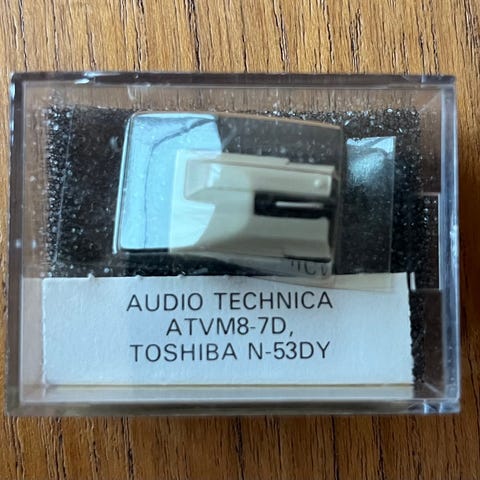 AUDIO TECHNICA
ATVM8-7D,
TOSHIBA N-53DY